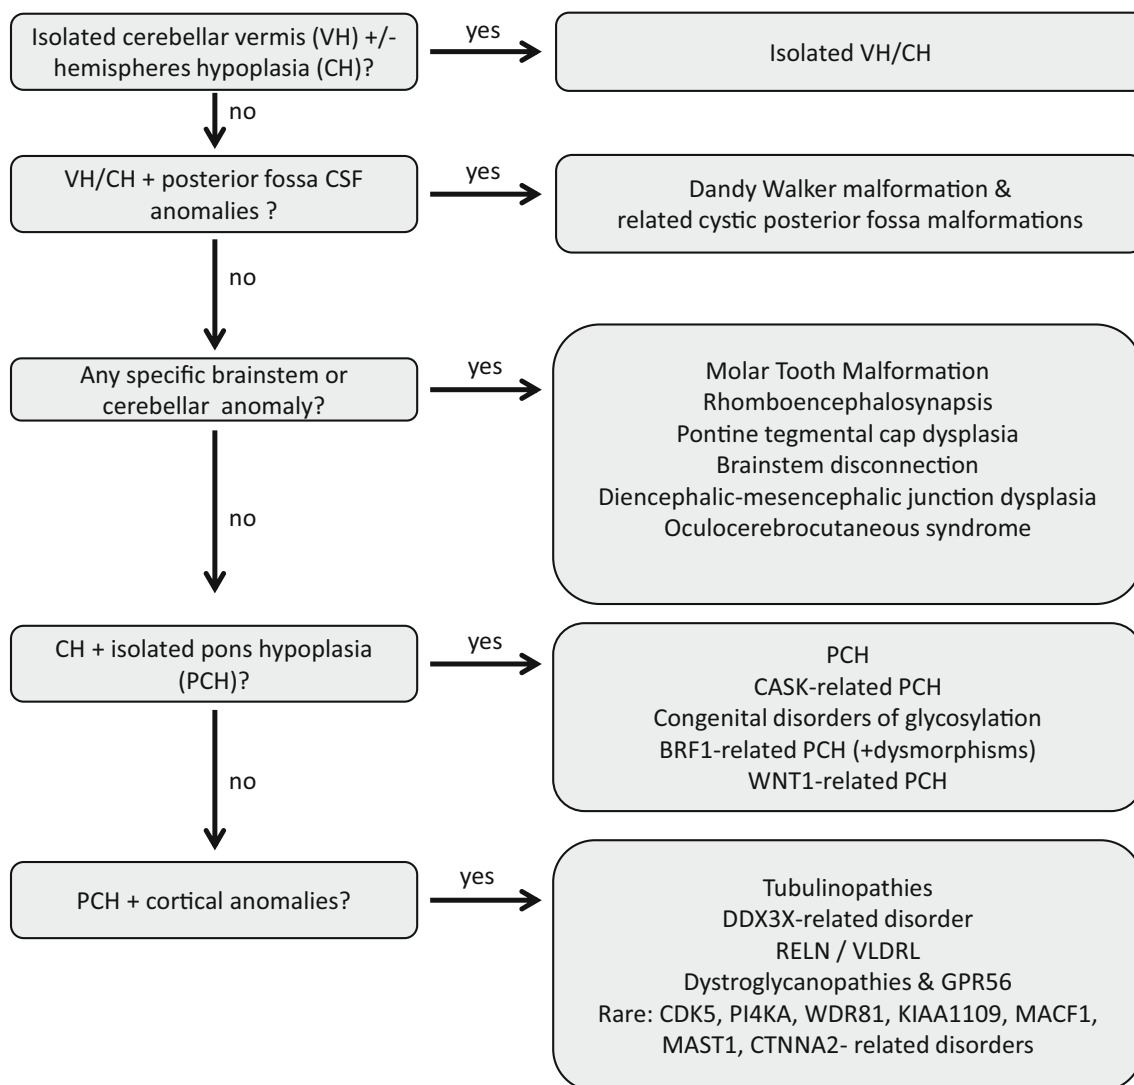 Isolated cerebellar vermis (VH) +/-
hemispheres hypoplasia (CH)?
yes
Isolated VH/CH
no
VH/CH + posterior fossa CSF
anomalies ?
yes
Dandy Walker malformation &
related cystic posterior fossa malformations
no
Any specific brainstem or
cerebellar anomaly?
yes
Molar Tooth Malformation
Rhomboencephalosynapsis
Pontine tegmental cap dysplasia
Brainstem disconnection
Diencephalic-mesencephalic junction dysplasia
Oculocerebrocutaneous syndrome
no
CH + isolated pons hypoplasia
(PCH)?
yes
PCH
CASK-related PCH
Congenital disorders of glycosylation
BRF1-related PCH (+dysmorphisms)
WNT1-related PCH
no
PCH + cortical anomalies?
yes
Tubulinopathies
DDX3X-related disorder
RELN / VLDRL
Dystroglycanopathies & GPR56
Rare: CDK5, PI4KA, WDR81, KIAA1109, MACF1,
MAST1, CTNNA2- related disorders